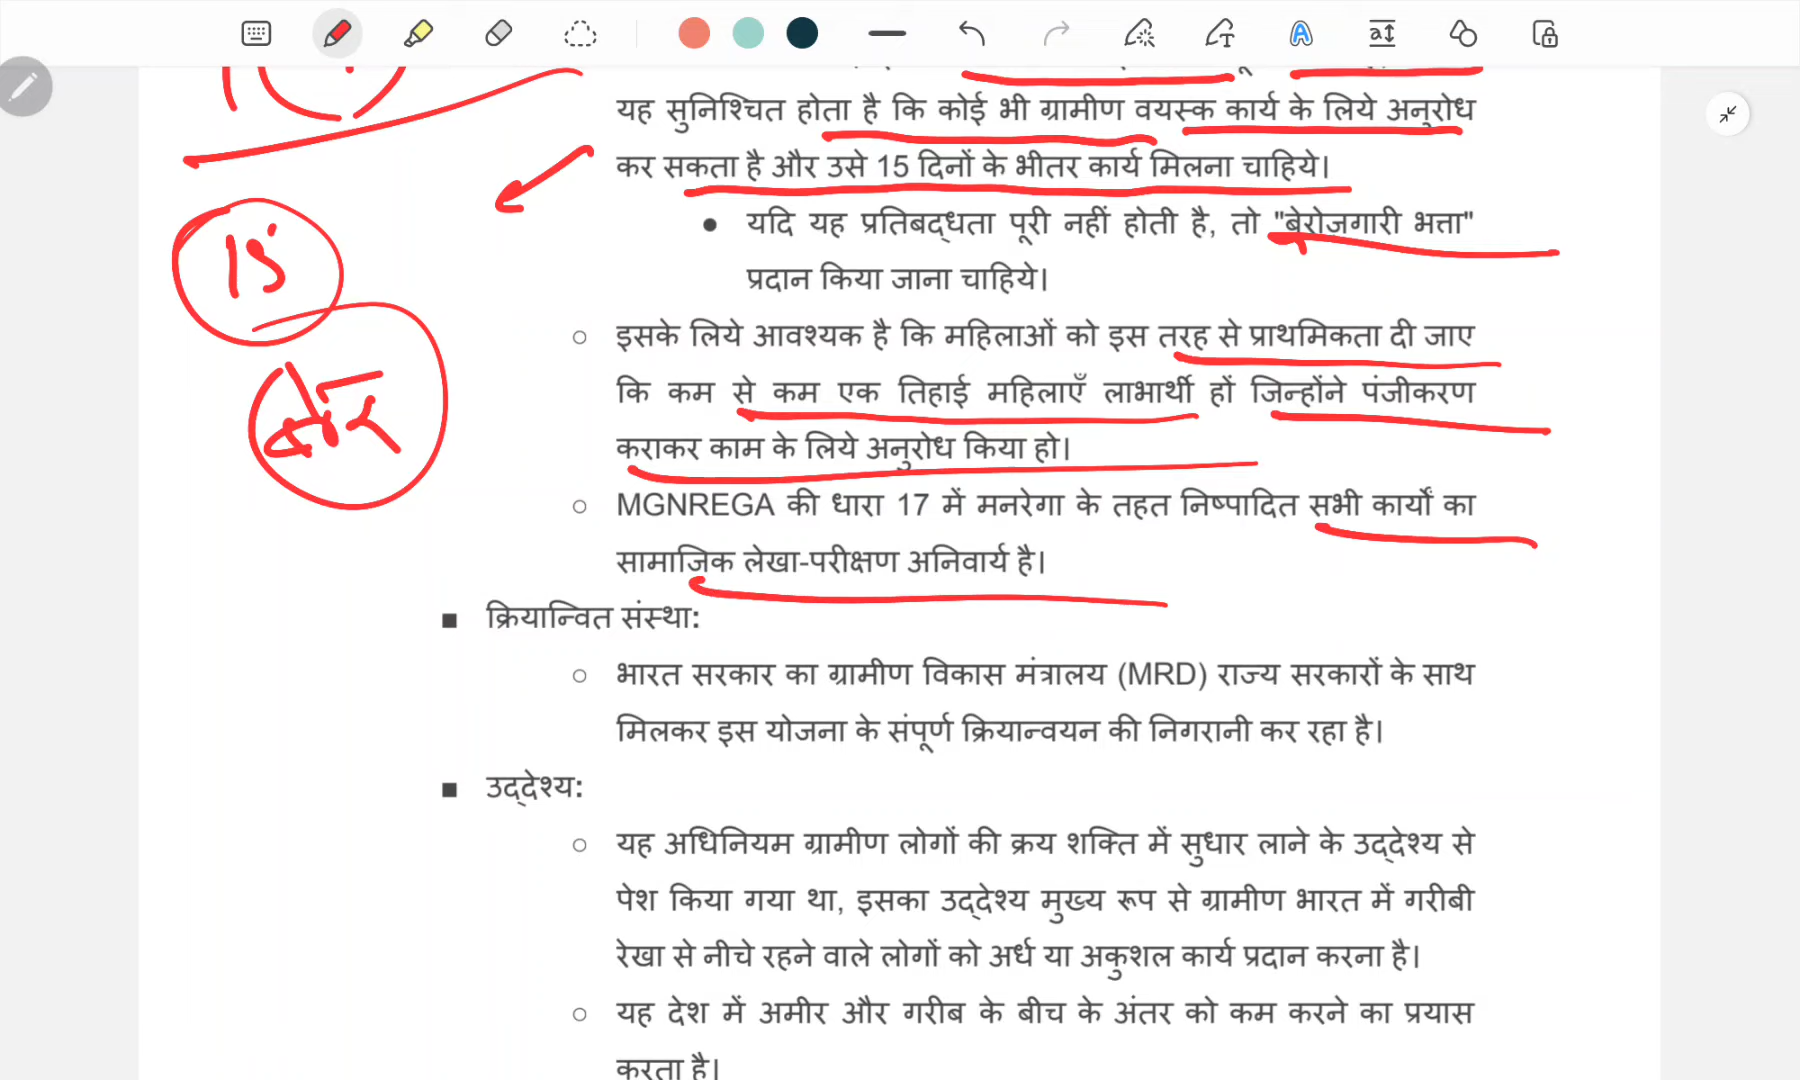 यह सुनिश्चित होता है कि कोई भी ग्रामीण वयस्क कार्य के लिये अनुरोध
कर सकता है और उसे 15 दिनों के भीतर कार्य मिलना चाहिये।
15
● यदि यह प्रतिबद्धता पूरी नहीं होती है, तो "बेरोजगारी भत्ता"
प्रदान किया जाना चाहिये।
○ इसके लिये आवश्यक है कि महिलाओं को इस तरह से प्राथमिकता दी जाए
कि कम से कम एक तिहाई महिलाएँ लाभार्थी हों जिन्होंने पंजीकरण
कराकर काम के लिये अनुरोध किया हो।
○ MGNREGA की धारा 17 में मनरेगा के तहत निष्पादित सभी कार्यों का
सामाजिक लेखा-परीक्षण अनिवार्य है।
■ क्रियान्वित संस्था:
○ भारत सरकार का ग्रामीण विकास मंत्रालय (MRD) राज्य सरकारों के साथ
मिलकर इस योजना के संपूर्ण क्रियान्वयन की निगरानी कर रहा है।
■ उद्देश्य:
○ यह अधिनियम ग्रामीण लोगों की क्रय शक्ति में सुधार लाने के उद्देश्य से
पेश किया गया था, इसका उद्देश्य मुख्य रूप से ग्रामीण भारत में गरीबी
रेखा से नीचे रहने वाले लोगों को अर्ध या अकुशल कार्य प्रदान करना है।
○ यह देश में अमीर और गरीब के बीच के अंतर को कम करने का प्रयास
करता है।